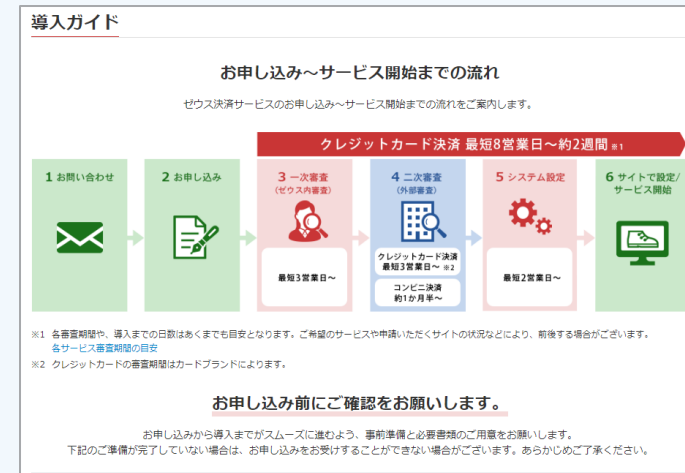 導入ガイド
お申し込み～サービス開始までの流れ
ゼウス決済サービスのお申し込み～サービス開始までの流れをご案内します。
クレジットカード決済 最短8営業日～約2週間 ※1
1 お問い合わせ
2 お申し込み
3 一次審査
(ゼウス内審査)
最短3営業日～
4 二次審査
(外部審査)
クレジットカード決済
最短3営業日～ ※2
コンビニ決済
約1か月半～
5 システム設定
最短2営業日～
6 サイトで設定/
サービス開始
※1 各審査期間や、導入までの日数はあくまでも目安となります。ご希望のサービスや申請いただくサイトの状況などにより、前後する場合がございます。
各サービス審査期間の目安
※2 クレジットカードの審査期間はカードブランドによります。
お申し込み前にご確認をお願いします。
お申し込みから導入までがスムーズに進むよう、事前準備と必要書類のご用意をお願いします。
下記のご準備が完了していない場合は、お申し込みをお受けすることができない場合がございます。あらかじめご了承ください。